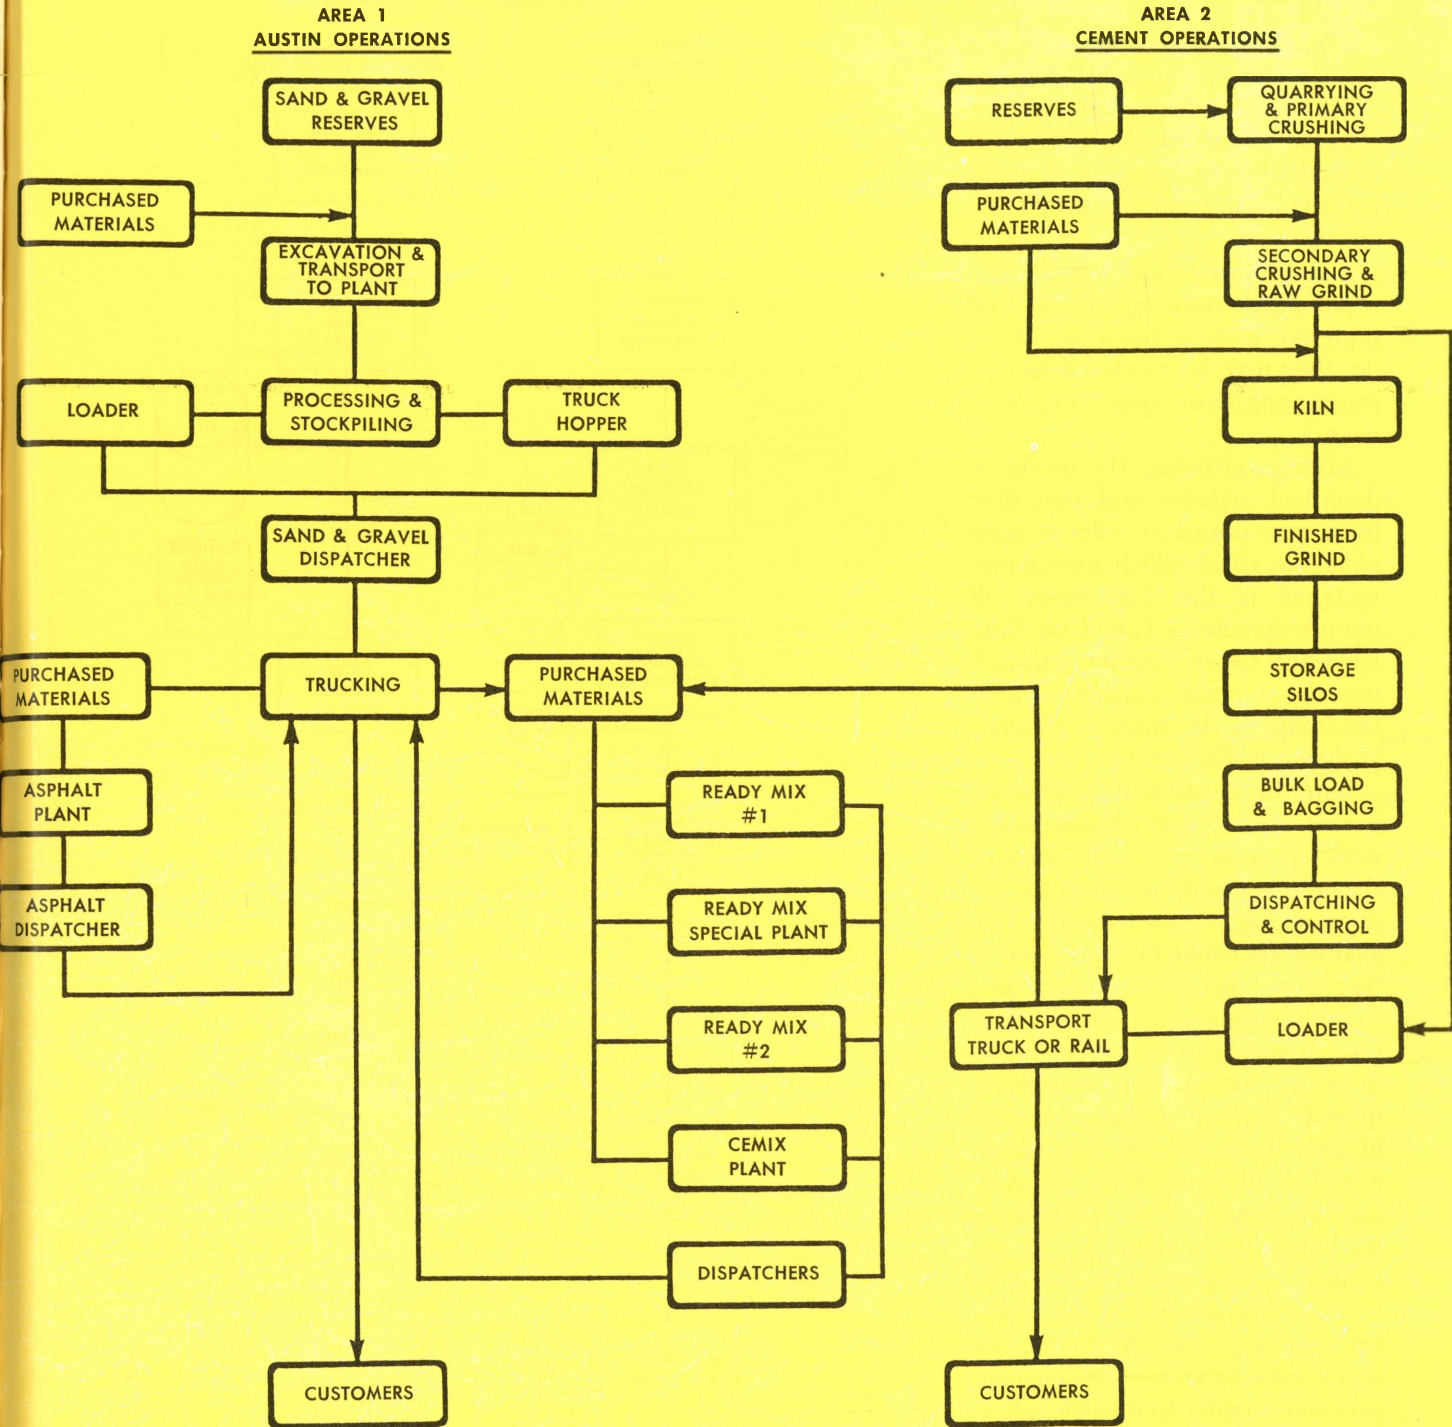 AREA 1
AUSTIN OPERATIONS
SAND & GRAVEL
RESERVES
PURCHASED
MATERIALS
EXCAVATION &
TRANSPORT
TO PLANT
LOADER
PROCESSING &
STOCKPILING
TRUCK
HOPPER
SAND & GRAVEL
DISPATCHER
PURCHASED
MATERIALS
TRUCKING
PURCHASED
MATERIALS
ASPHALT
PLANT
ASPHALT
DISPATCHER
READY MIX
#1
READY MIX
SPECIAL PLANT
READY MIX
#2
CEMIX
PLANT
DISPATCHERS
CUSTOMERS
AREA 2
CEMENT OPERATIONS
RESERVES
QUARRYING
& PRIMARY
CRUSHING
PURCHASED
MATERIALS
SECONDARY
CRUSHING &
RAW GRIND
KILN
FINISHED
GRIND
STORAGE
SILOS
BULK LOAD
& BAGGING
DISPATCHING
& CONTROL
TRANSPORT
TRUCK OR RAIL
LOADER
CUSTOMERS